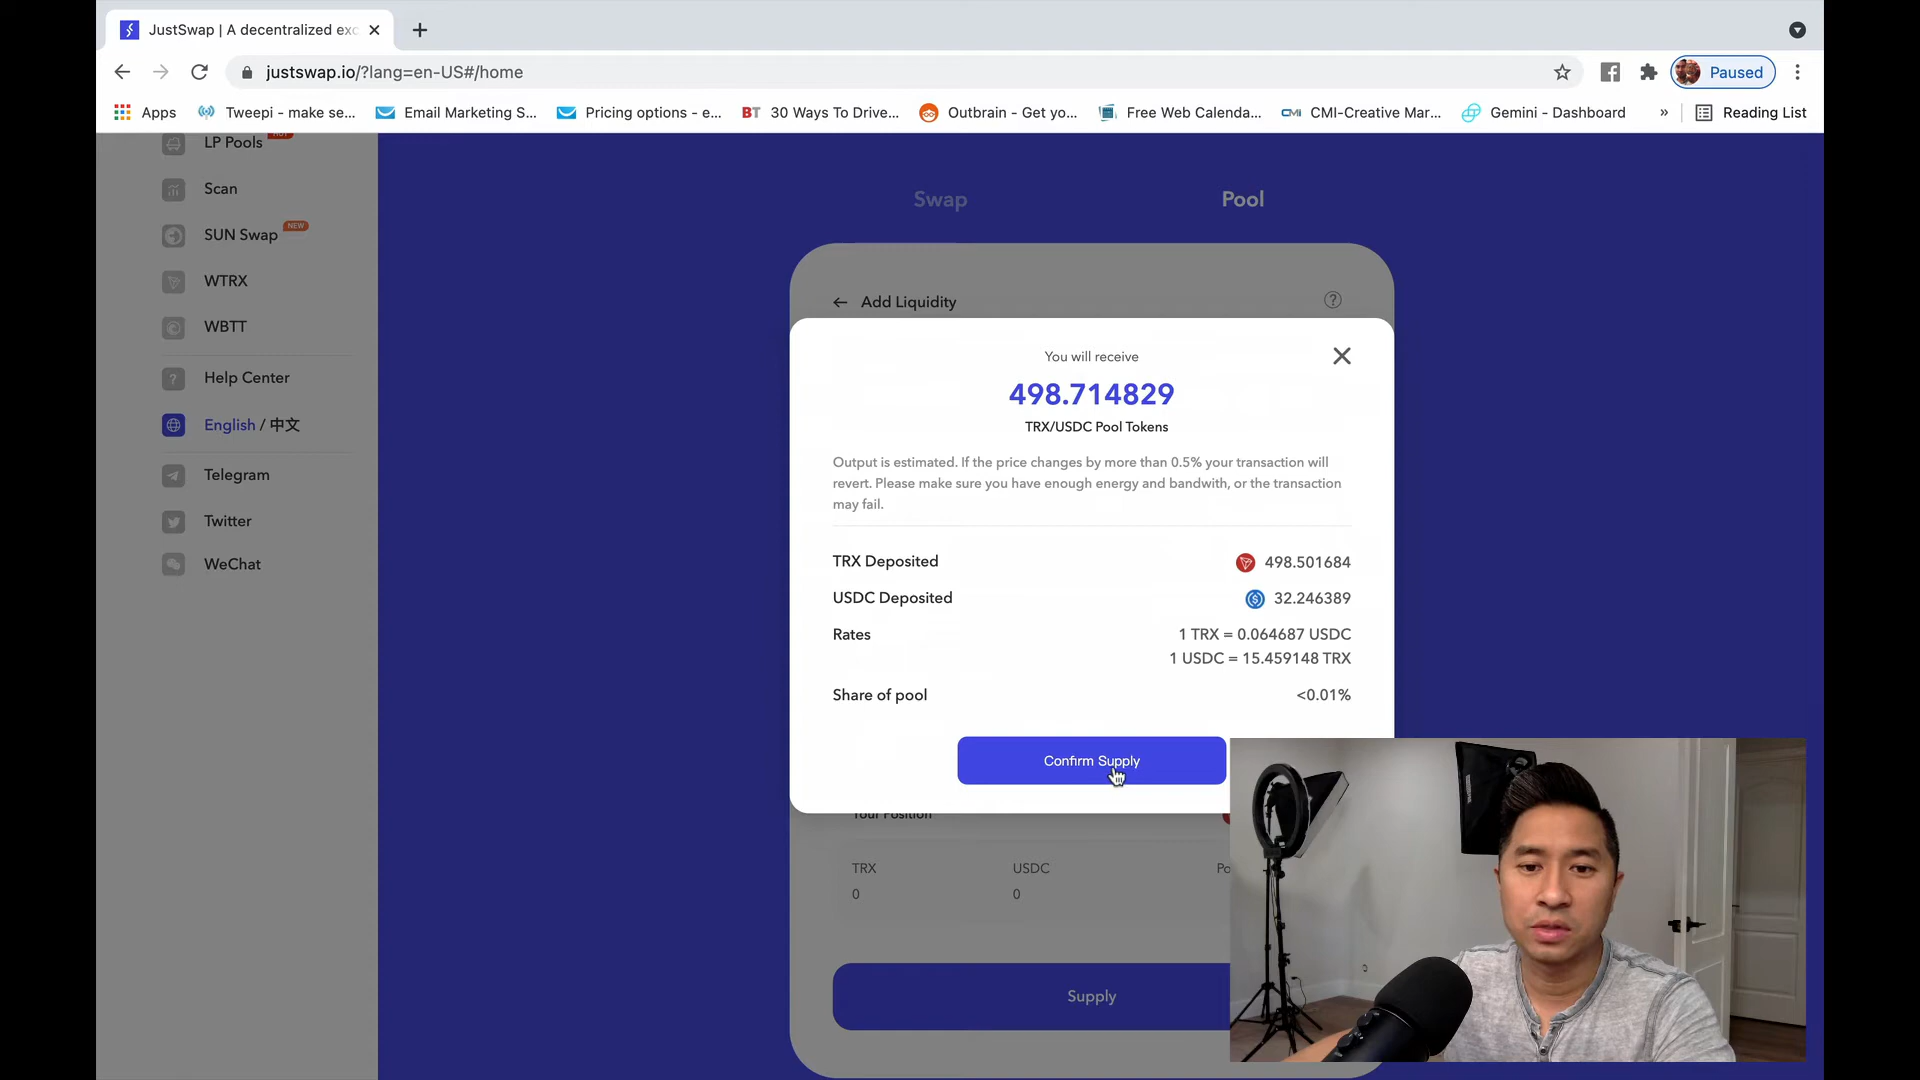 JustSwap | A decentralized exc
justswap.io/?lang=en-US#/home
Paused
Apps
Tweepi - make se...
Email Marketing S...
Pricing options - e...
BT
30 Ways To Drive...
Outbrain - Get yo...
Free Web Calenda...
CMI
CMI-Creative Mar...
Gemini - Dashboard
»
Reading List
LP Pools
Scan
SUN Swap
NEW
WTRX
WBTT
Help Center
English / 中文
Telegram
Twitter
WeChat
Swap
Pool
Add Liquidity
You will receive
498.714829
TRX/USDC Pool Tokens
Output is estimated. If the price changes by more than 0.5% your transaction will
revert. Please make sure you have enough energy and bandwith, or the transaction
may fail.
TRX Deposited
498.501684
USDC Deposited
32.246389
Rates
1 TRX = 0.064687 USDC
1 USDC = 15.459148 TRX
Share of pool
<0.01%
Confirm Supply
Your Position
TRX
USDC
Po
0
0
Supply